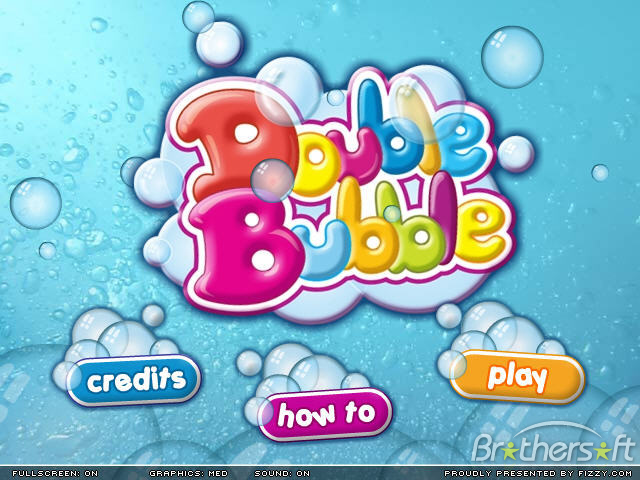 Double
Bubble
credits
how to
play
Brothersoft
FULLSCREEN: ON GRAPHICS: MED SOUND: ON PROUDLY PRESENTED BY FIZZY.COM